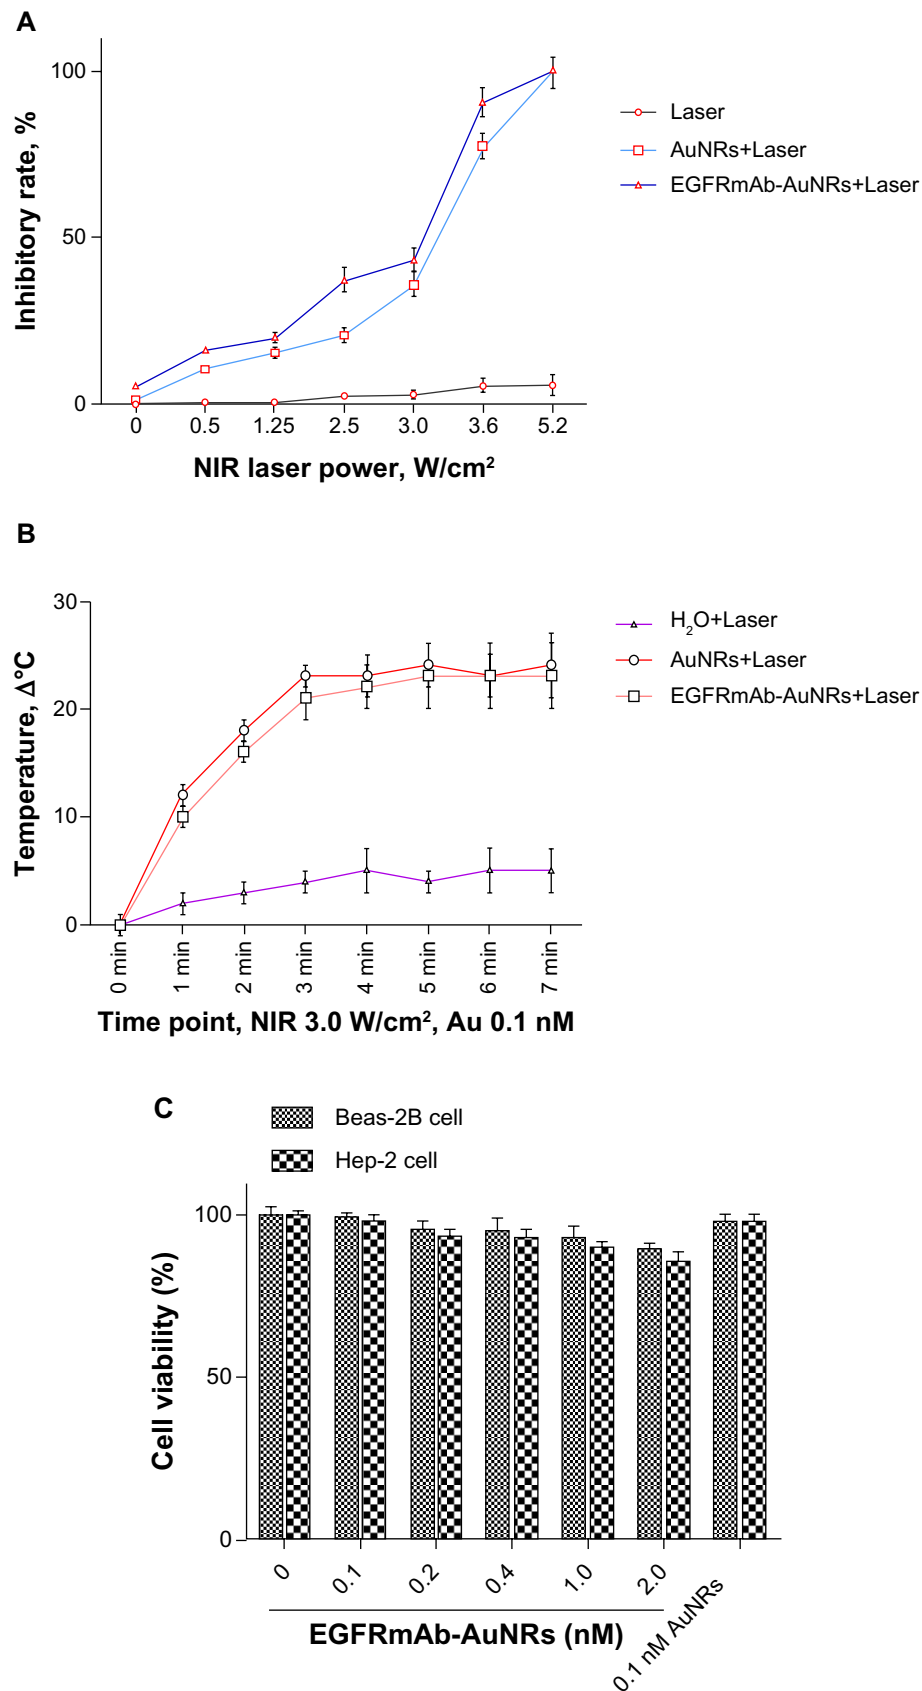 A
100
50
0
Inhibitory rate, %
0 0.5 1.25 2.5 3.0 3.6 5.2
NIR laser power, W/cm²
Laser
AuNRs+Laser
EGFRmAb-AuNRs+Laser
B
30
20
10
0
Temperature, Δ°C
0 min 1 min 2 min 3 min 4 min 5 min 6 min 7 min
Time point, NIR 3.0 W/cm², Au 0.1 nM
H₂O+Laser
AuNRs+Laser
EGFRmAb-AuNRs+Laser
C
Beas-2B cell
Hep-2 cell
100
50
0
Cell viability (%)
0 0.1 0.2 0.4 1.0 2.0 0.1 nM AuNRs
EGFRmAb-AuNRs (nM)